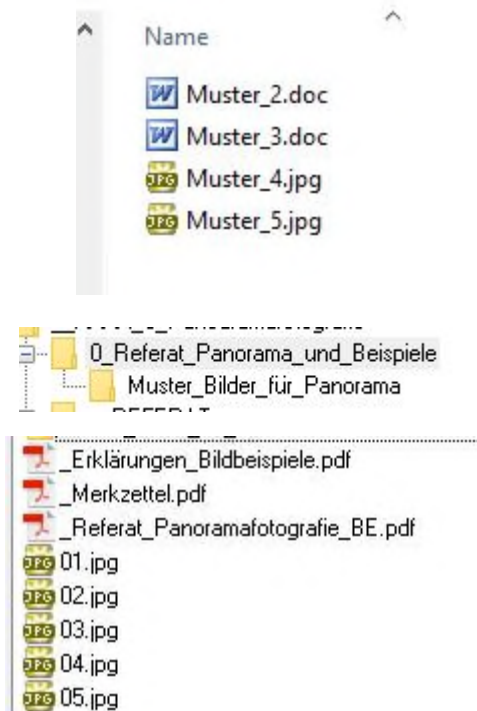 Name
Muster_2.doc
Muster_3.doc
Muster_4.jpg
Muster_5.jpg
0_Referat_Panorama_und_Beispiele
Muster_Bilder_für_Panorama
_Erklärungen_Bildbeispiele.pdf
_Merkzettel.pdf
_Referat_Panoramafotografie_BE.pdf
01.jpg
02.jpg
03.jpg
04.jpg
05.jpg